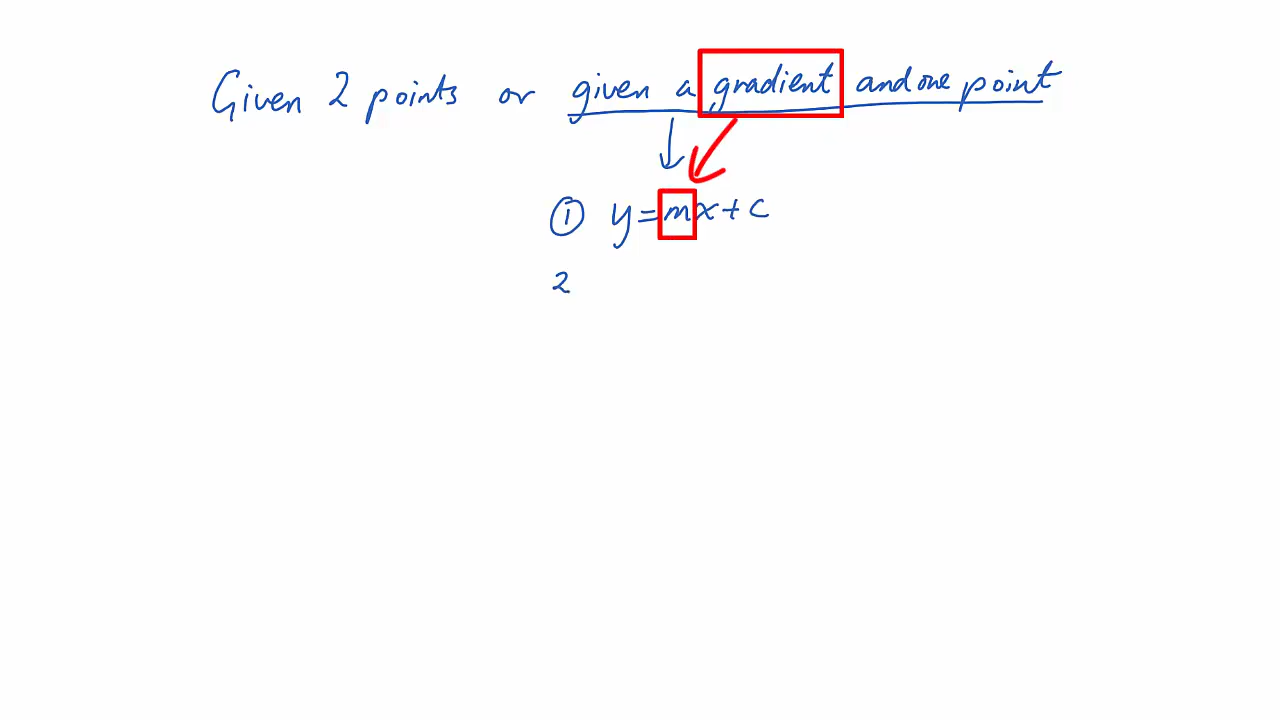 Given 2 points or given a gradient and one point
① y=mx+c
2